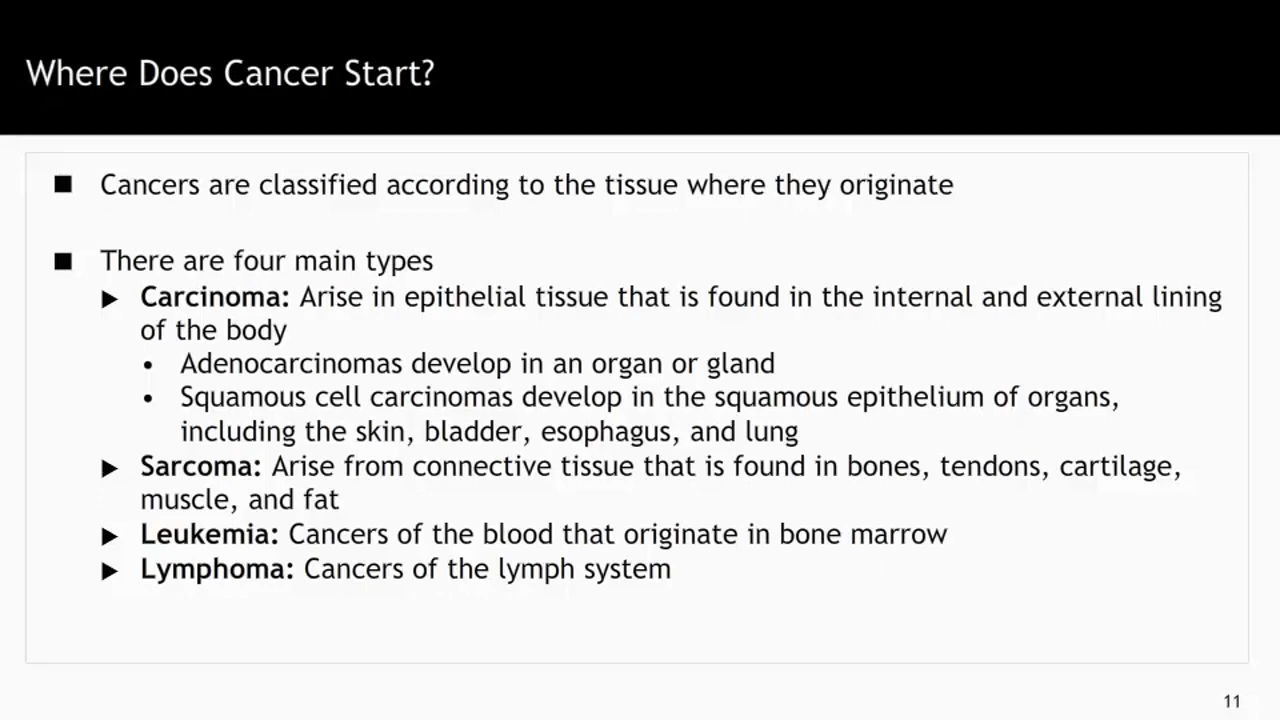 Where Does Cancer Start?
■ Cancers are classified according to the tissue where they originate
■ There are four main types
▶ Carcinoma: Arise in epithelial tissue that is found in the internal and external lining
of the body
• Adenocarcinomas develop in an organ or gland
• Squamous cell carcinomas develop in the squamous epithelium of organs,
including the skin, bladder, esophagus, and lung
▶ Sarcoma: Arise from connective tissue that is found in bones, tendons, cartilage,
muscle, and fat
▶ Leukemia: Cancers of the blood that originate in bone marrow
▶ Lymphoma: Cancers of the lymph system
11